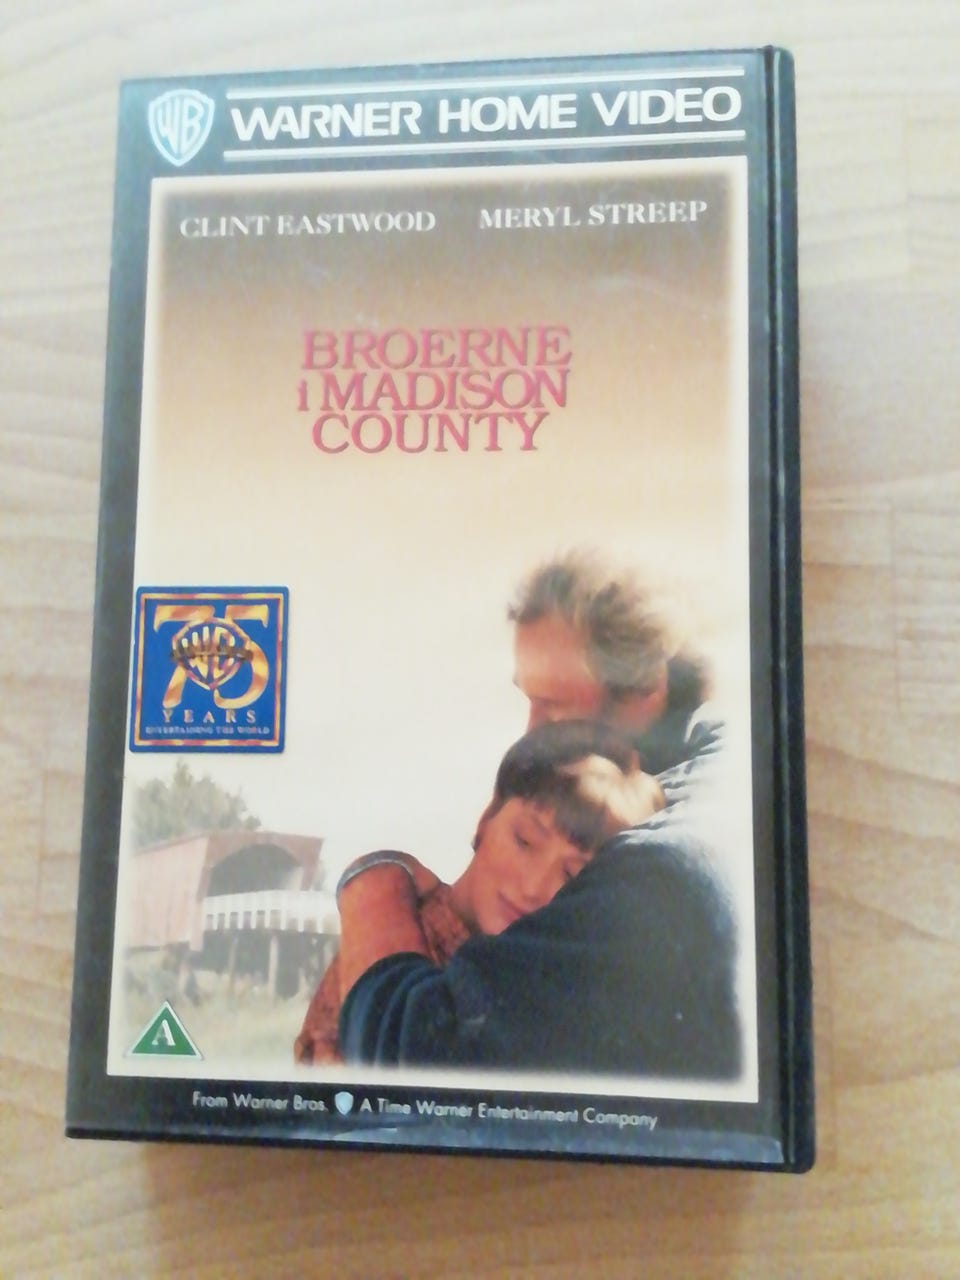 WB
WARNER HOME VIDEO
CLINT EASTWOOD MERYL STREEP
BROERNE
i MADISON
COUNTY
75
WB
YEARS
ENTERTAINING THE WORLD
A
From Warner Bros. A Time Warner Entertainment Company